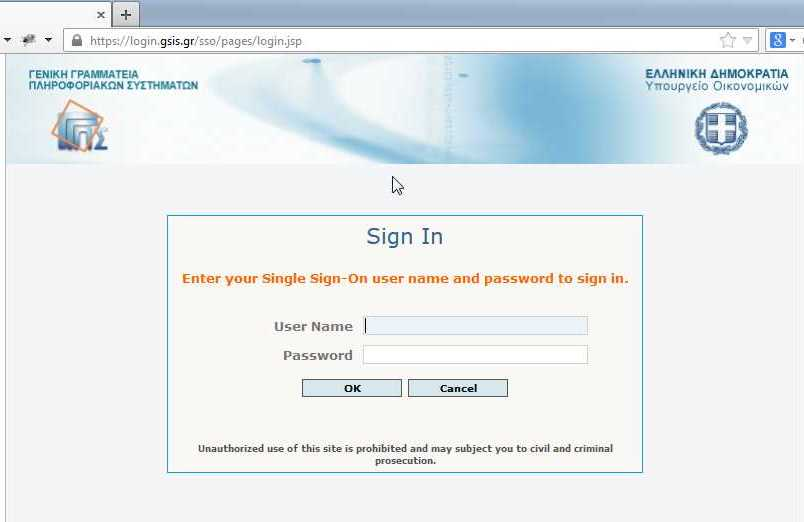 https://login.gsis.gr/sso/pages/login.jsp
ΓΕΝΙΚΗ ΓΡΑΜΜΑΤΕΙΑ
ΠΛΗΡΟΦΟΡΙΑΚΩΝ ΣΥΣΤΗΜΑΤΩΝ
ΕΛΛΗΝΙΚΗ ΔΗΜΟΚΡΑΤΙΑ
Υπουργείο Οικονομικών
Sign In
Enter your Single Sign-On user name and password to sign in.
User Name
Password
OK Cancel
Unauthorized use of this site is prohibited and may subject you to civil and criminal
prosecution.